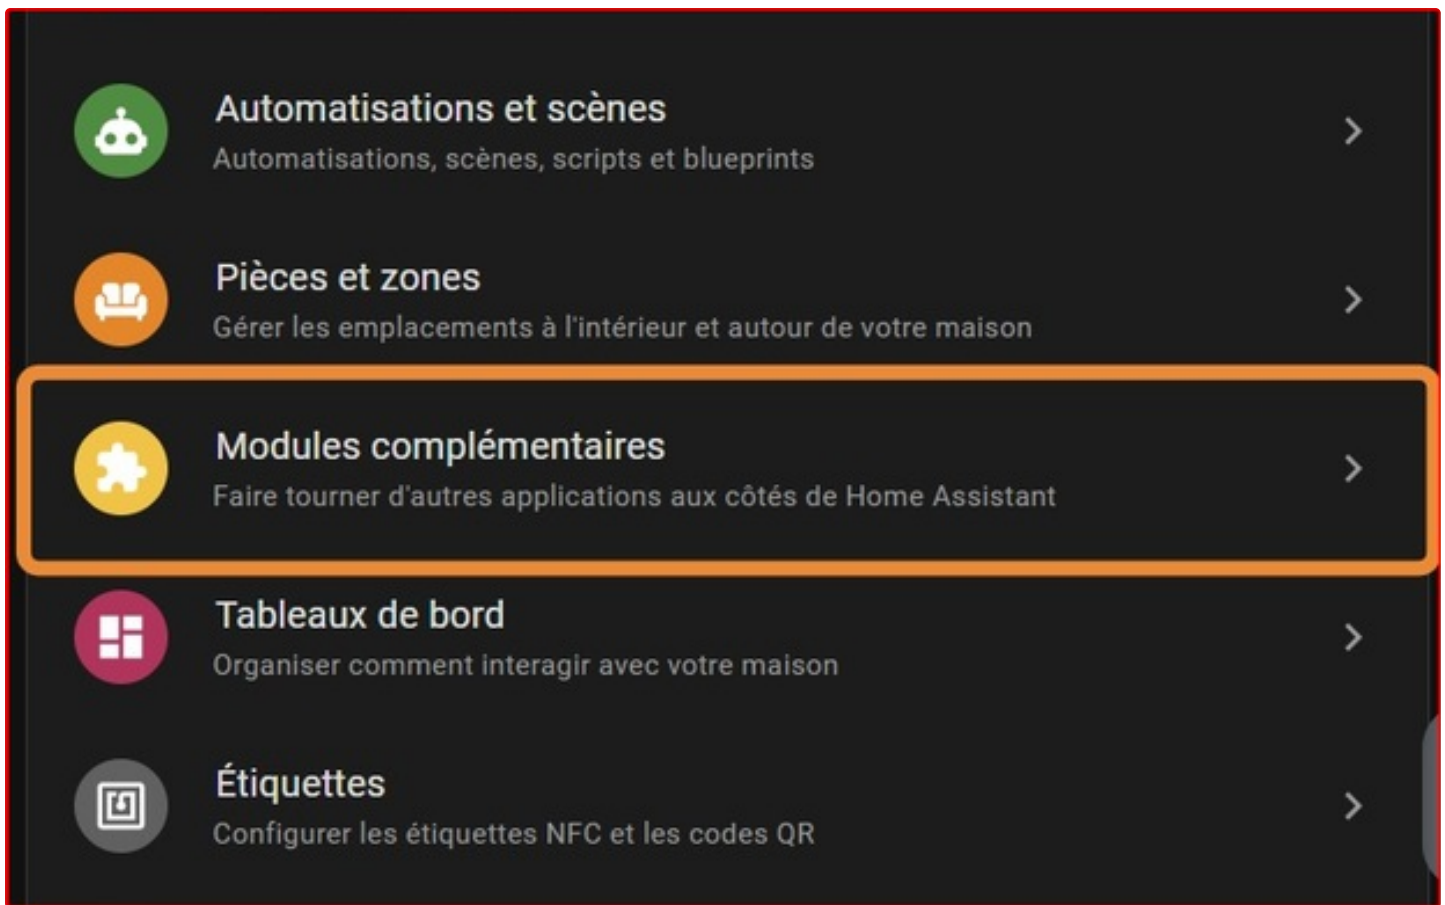 Automatisations et scènes
Automatisations, scènes, scripts et blueprints
Pièces et zones
Gérer les emplacements à l'intérieur et autour de votre maison
Modules complémentaires
Faire tourner d'autres applications aux côtés de Home Assistant
Tableaux de bord
Organiser comment interagir avec votre maison
Étiquettes
Configurer les étiquettes NFC et les codes QR